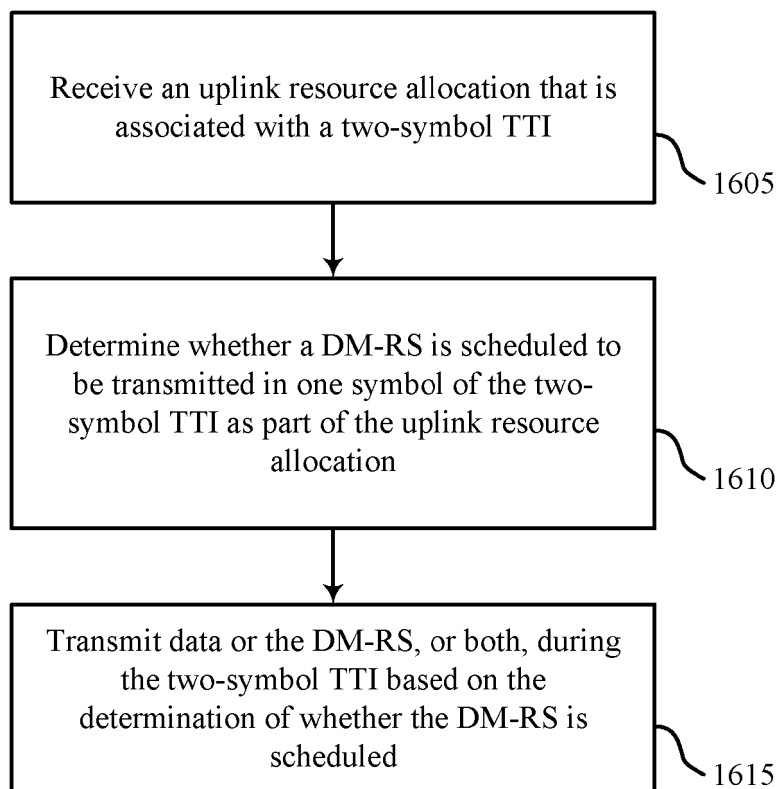 Receive an uplink resource allocation that is
associated with a two-symbol TTI
1605
Determine whether a DM-RS is scheduled to
be transmitted in one symbol of the two-
symbol TTI as part of the uplink resource
allocation
1610
Transmit data or the DM-RS, or both, during
the two-symbol TTI based on the
determination of whether the DM-RS is
scheduled
1615